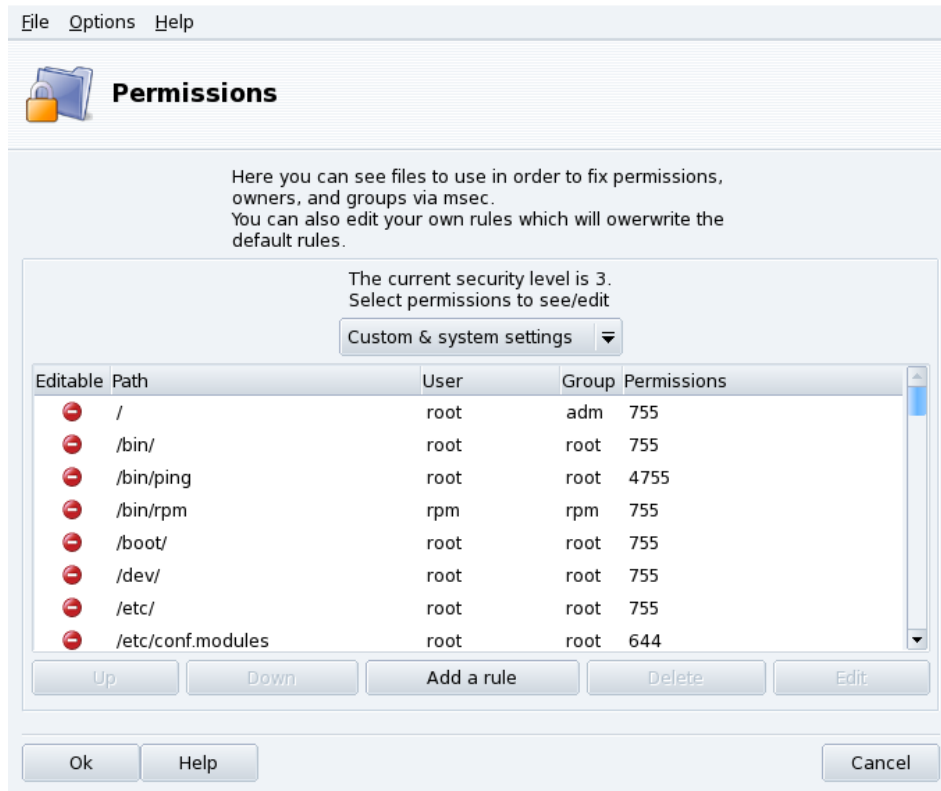 File Options Help
Permissions
Here you can see files to use in order to fix permissions,
owners, and groups via msec.
You can also edit your own rules which will owerwrite the
default rules.
The current security level is 3.
Select permissions to see/edit
Custom & system settings
Editable Path User Group Permissions
/ root adm 755
/bin/ root root 755
/bin/ping root root 4755
/bin/rpm rpm rpm 755
/boot/ root root 755
/dev/ root root 755
/etc/ root root 755
/etc/conf.modules root root 644
Up Down Add a rule Delete Edit
Ok Help Cancel